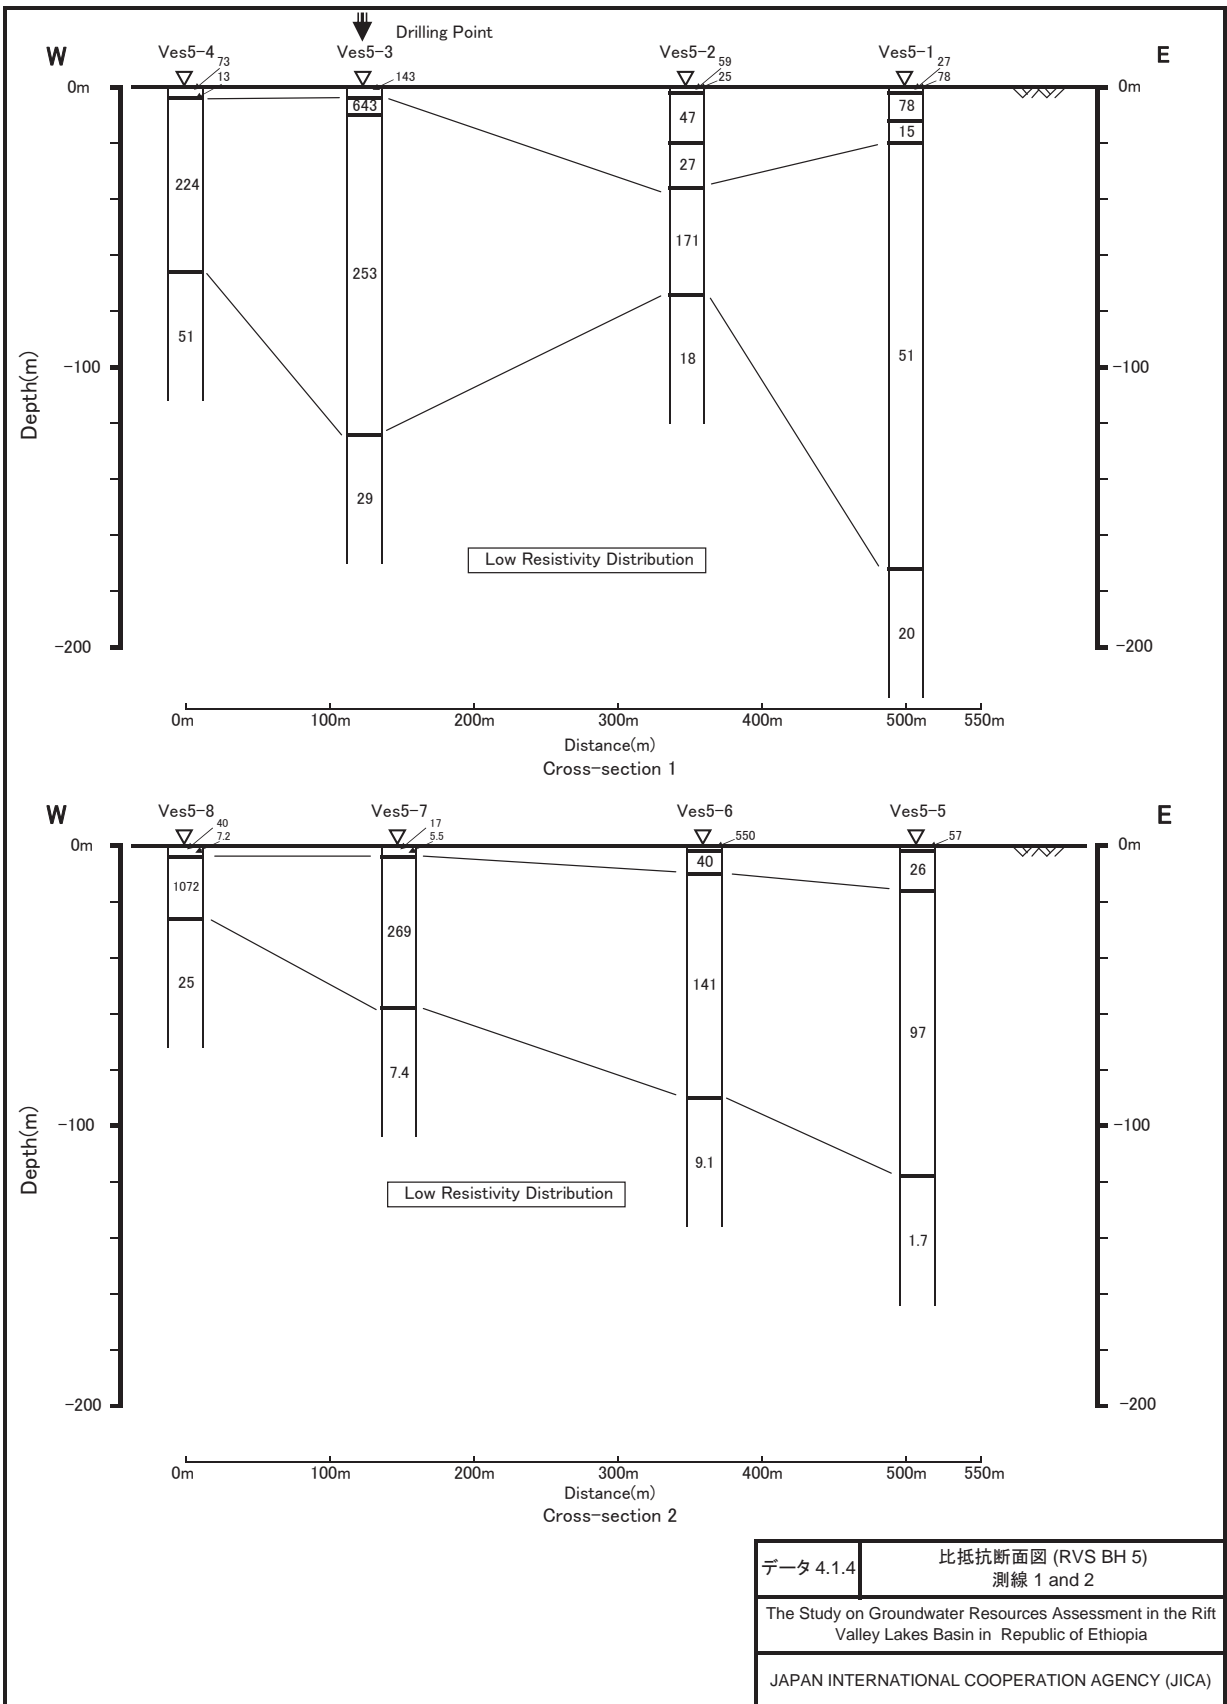 Drilling Point
W
E
Ves5-4
Ves5-3
Ves5-2
Ves5-1
73
13
143
59
25
27
78
0m
0m
643
78
47
15
27
224
171
253
51
18
51
-100
-100
Depth(m)
29
Low Resistivity Distribution
20
-200
-200
0m
100m
200m
300m
400m
500m
550m
Distance(m)
Cross-section 1
W
E
Ves5-8
Ves5-7
Ves5-6
Ves5-5
40
7.2
17
5.5
550
57
0m
0m
40
26
1072
269
25
141
97
7.4
-100
-100
Depth(m)
9.1
Low Resistivity Distribution
1.7
-200
-200
0m
100m
200m
300m
400m
500m
550m
Distance(m)
Cross-section 2
データ 4.1.4
比抵抗断面図 (RVS BH 5)
測線 1 and 2
The Study on Groundwater Resources Assessment in the Rift
Valley Lakes Basin in Republic of Ethiopia
JAPAN INTERNATIONAL COOPERATION AGENCY (JICA)